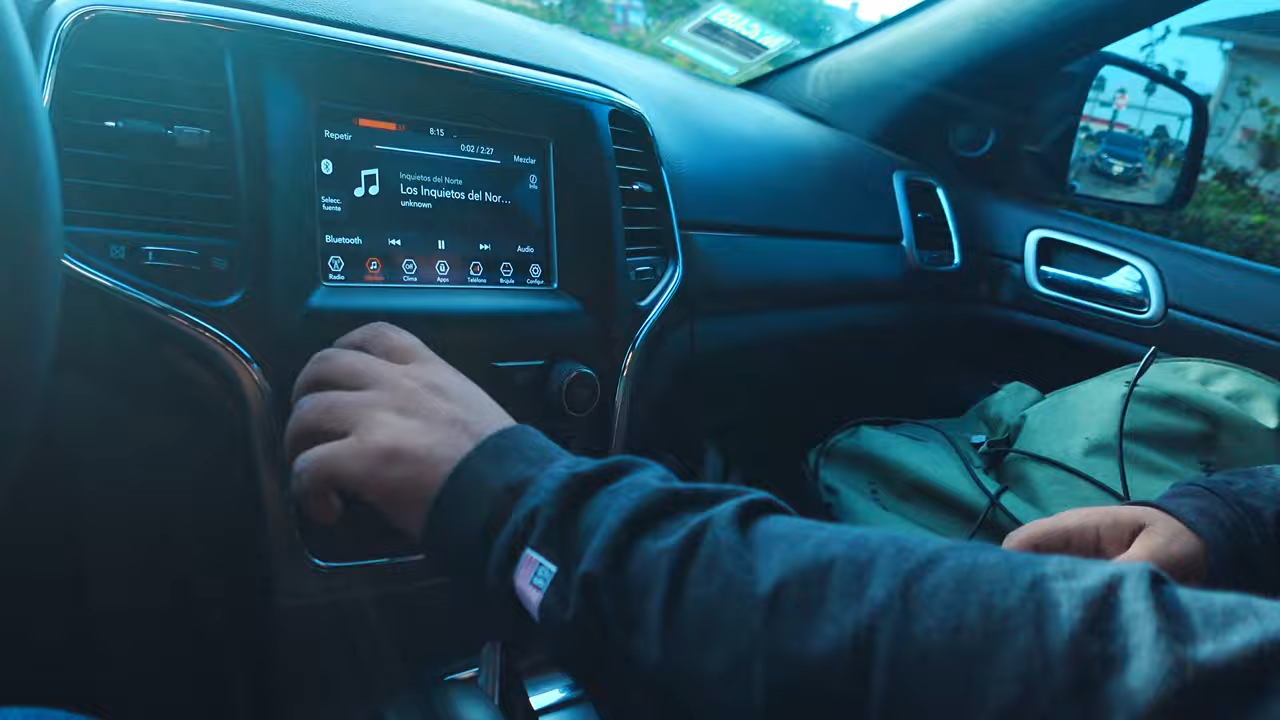 8:15
Repetir
0:02 / 2:27
Mezclar
Inquietos del Norte
Info
Los Inquietos del Nor...
Selecc.
fuente
unknown
Bluetooth
Audio
Radio
Clima
Apps
Teléfono
Brújula
Configur.